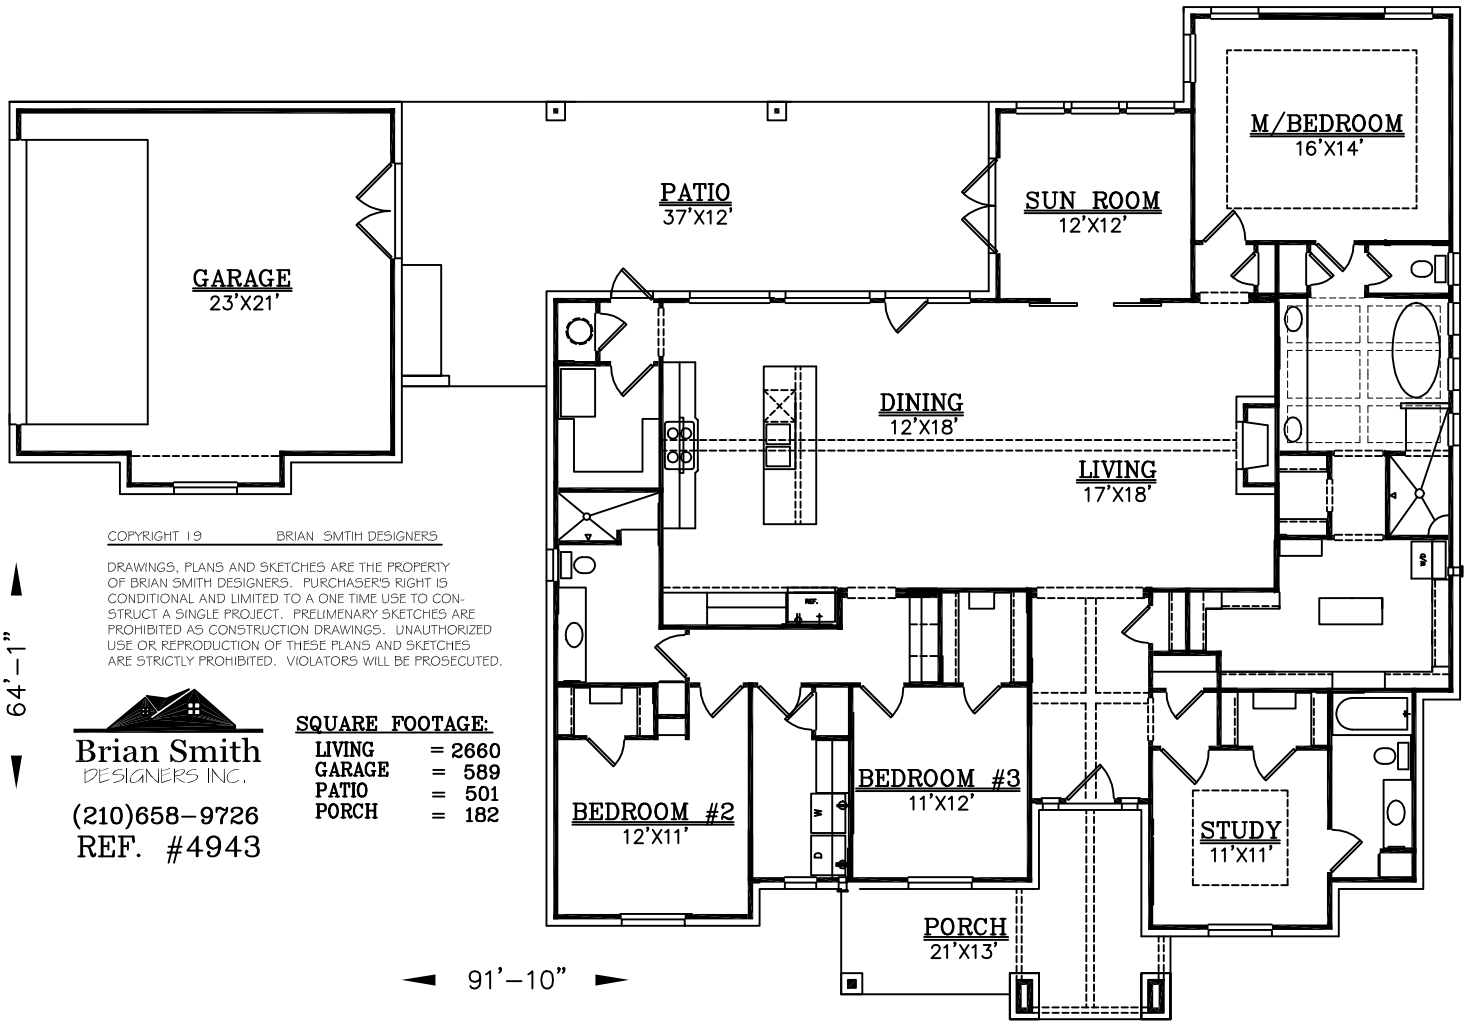 M/BEDROOM
16'X14'
PATIO
37'X12'
SUN ROOM
12'X12'
GARAGE
23'X21'
DINING
12'X18'
LIVING
17'X18'
COPYRIGHT 19 BRIAN SMTIH DESIGNERS
DRAWINGS, PLANS AND SKETCHES ARE THE PROPERTY
OF BRIAN SMITH DESIGNERS. PURCHASER'S RIGHT IS
CONDITIONAL AND LIMITED TO A ONE TIME USE TO CON-
STRUCT A SINGLE PROJECT. PRELIMENARY SKETCHES ARE
PROHIBITED AS CONSTRUCTION DRAWINGS. UNAUTHORIZED
USE OR REPRODUCTION OF THESE PLANS AND SKETCHES
ARE STRICTLY PROHIBITED. VIOLATORS WILL BE PROSECUTED.
W/D
REF.
64'-1"
Brian Smith
DESIGNERS INC.
(210)658-9726
REF. #4943
SQUARE FOOTAGE:
LIVING = 2660
GARAGE = 589
PATIO = 501
PORCH = 182
BEDROOM #2
12'X11'
W
D
BEDROOM #3
11'X12'
STUDY
11'X11'
PORCH
21'X13'
91'-10"